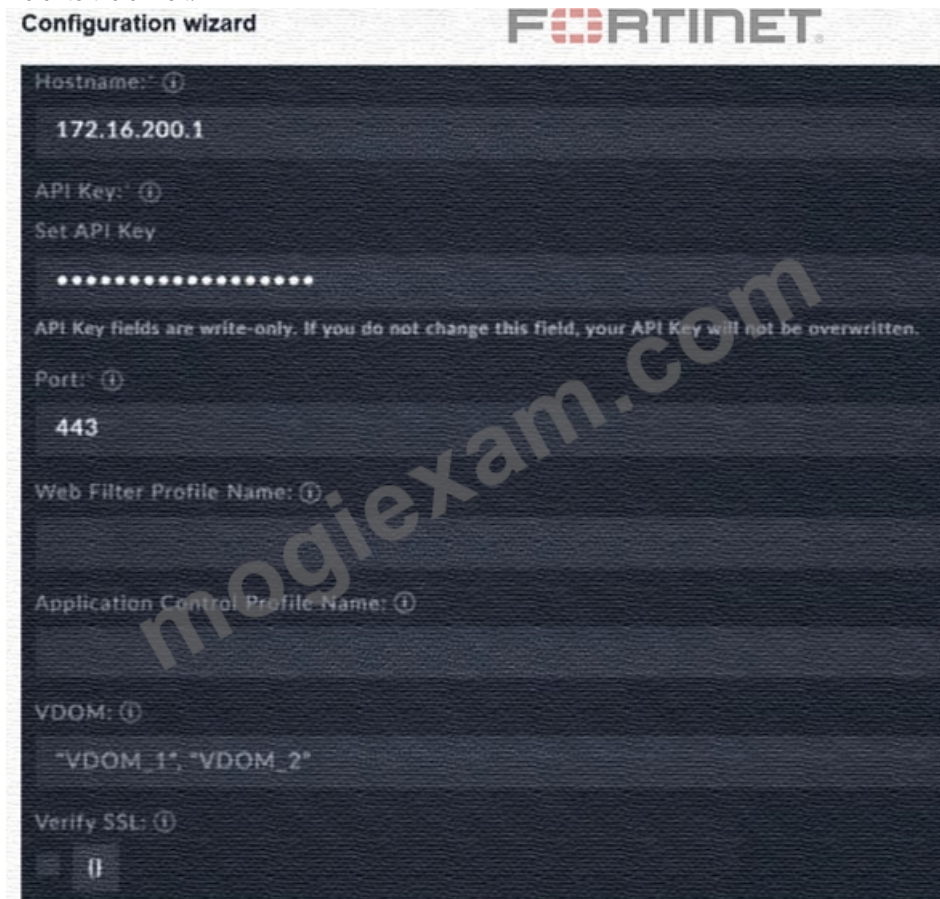 Configuration wizard
FORTINET
Hostname:* ⓘ
172.16.200.1
API Key:* ⓘ
Set API Key
••••••••••••••••••
API Key fields are write-only. If you do not change this field, your API Key will not be overwritten.
Port:* ⓘ
443
Web Filter Profile Name: ⓘ
Application Control Profile Name: ⓘ
VDOM: ⓘ
"VDOM_1", "VDOM_2"
Verify SSL: ⓘ
{}
mogiexam.com